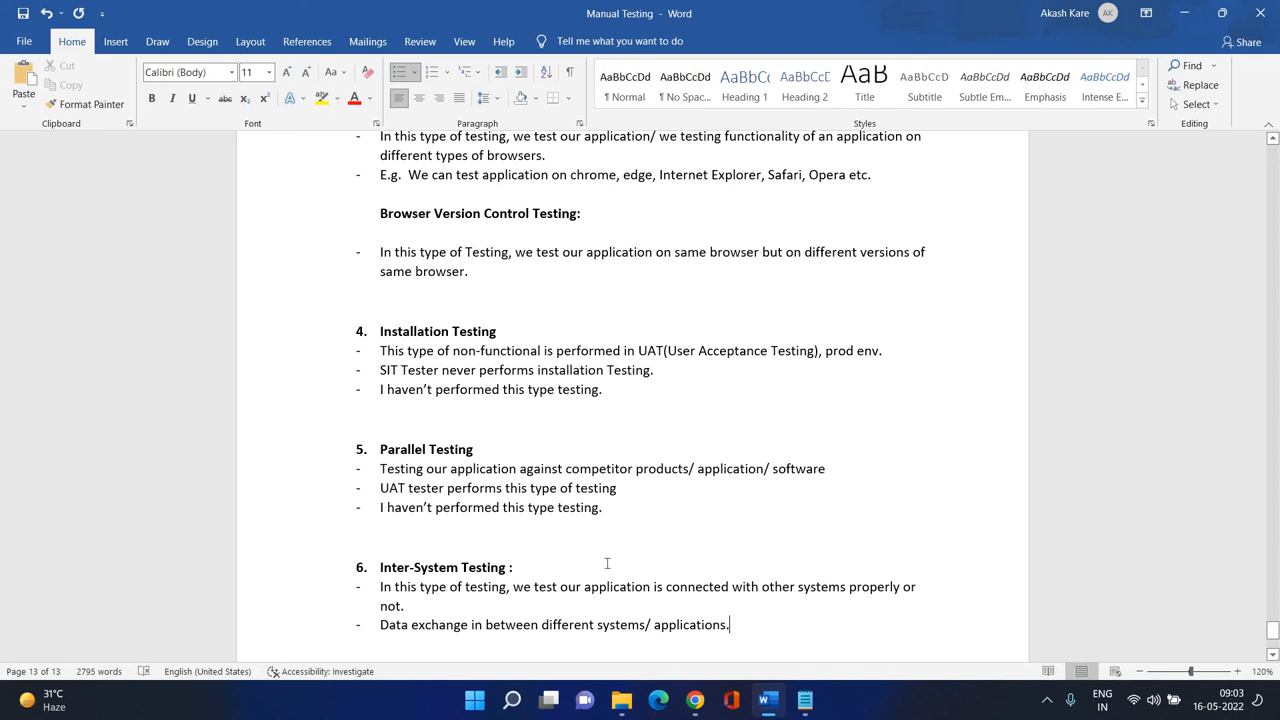 Manual Testing - Word
Akash Kare
AK
File Home Insert Draw Design Layout References Mailings Review View Help Tell me what you want to do
Share
Paste
Cut
Copy
Format Painter
Clipboard
Calibri (Body) 11
Aa
B I U abc x₂ x²
A
A
Font
Paragraph
AaBbCcDd AaBbCcDd AaBbCc AaBbCcE AaB AaBbCcDd AaBbCcDd AaBbCcDd AaBbCcDd
¶ Normal ¶ No Spac... Heading 1 Heading 2 Title Subtitle Subtle Em... Emphasis Intense E...
Styles
Find
Replace
Select
Editing
- In this type of testing, we test our application/ we testing functionality of an application on
different types of browsers.
- E.g. We can test application on chrome, edge, Internet Explorer, Safari, Opera etc.
Browser Version Control Testing:
- In this type of Testing, we test our application on same browser but on different versions of
same browser.
4. Installation Testing
- This type of non-functional is performed in UAT(User Acceptance Testing), prod env.
- SIT Tester never performs installation Testing.
- I haven’t performed this type testing.
5. Parallel Testing
- Testing our application against competitor products/ application/ software
- UAT tester performs this type of testing
- I haven’t performed this type testing.
6. Inter-System Testing :
- In this type of testing, we test our application is connected with other systems properly or
not.
- Data exchange in between different systems/ applications.
Page 13 of 13 2795 words English (United States) Accessibility: Investigate
120%
31°C
Haze
ENG
IN
09:03
16-05-2022